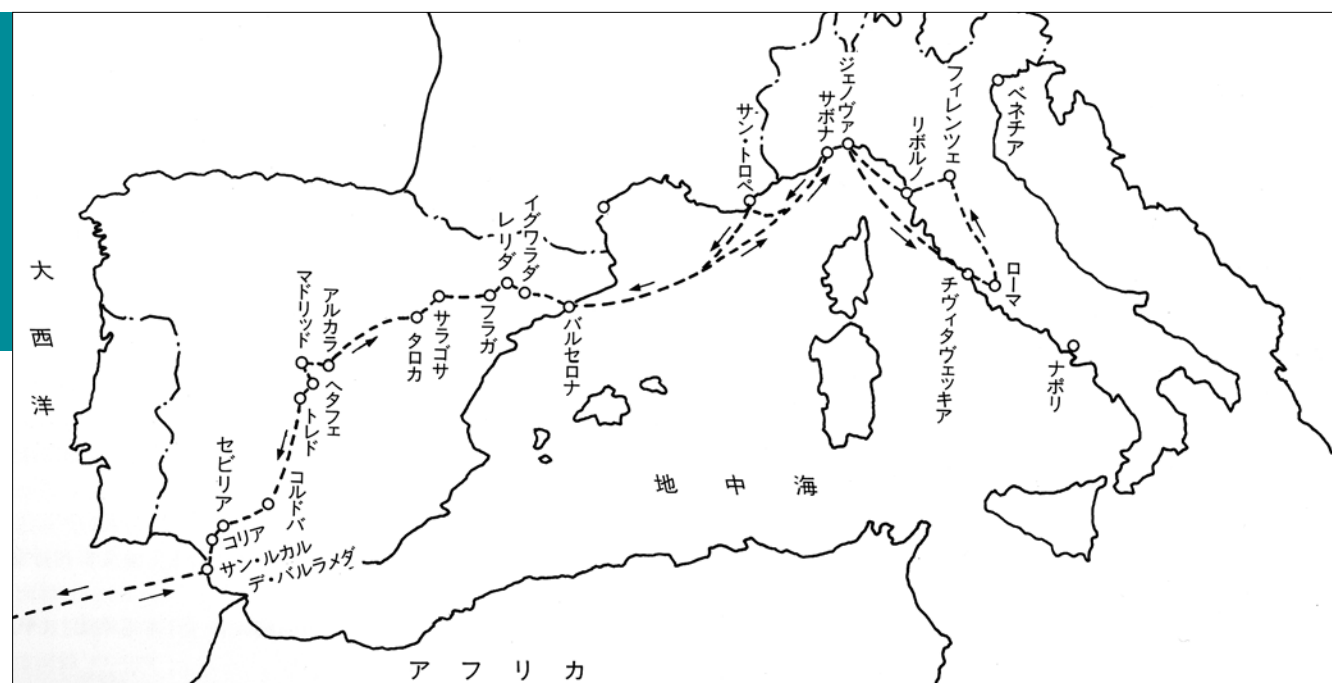 大西洋
セビリア
コリア
サン・ルカル
デ・バルラメダ
コルドバ
トレド
ヘタフェ
マドリッド
アルカラ
タロカ
サラゴサ
フラガ
レリダ
イグワラダ
バルセロナ
サン・トロペ
サボナ
ジェノヴァ
リボルノ
フィレンツェ
ベネチア
ローマ
チヴィタヴェッキア
ナポリ
地中海
アフリカ